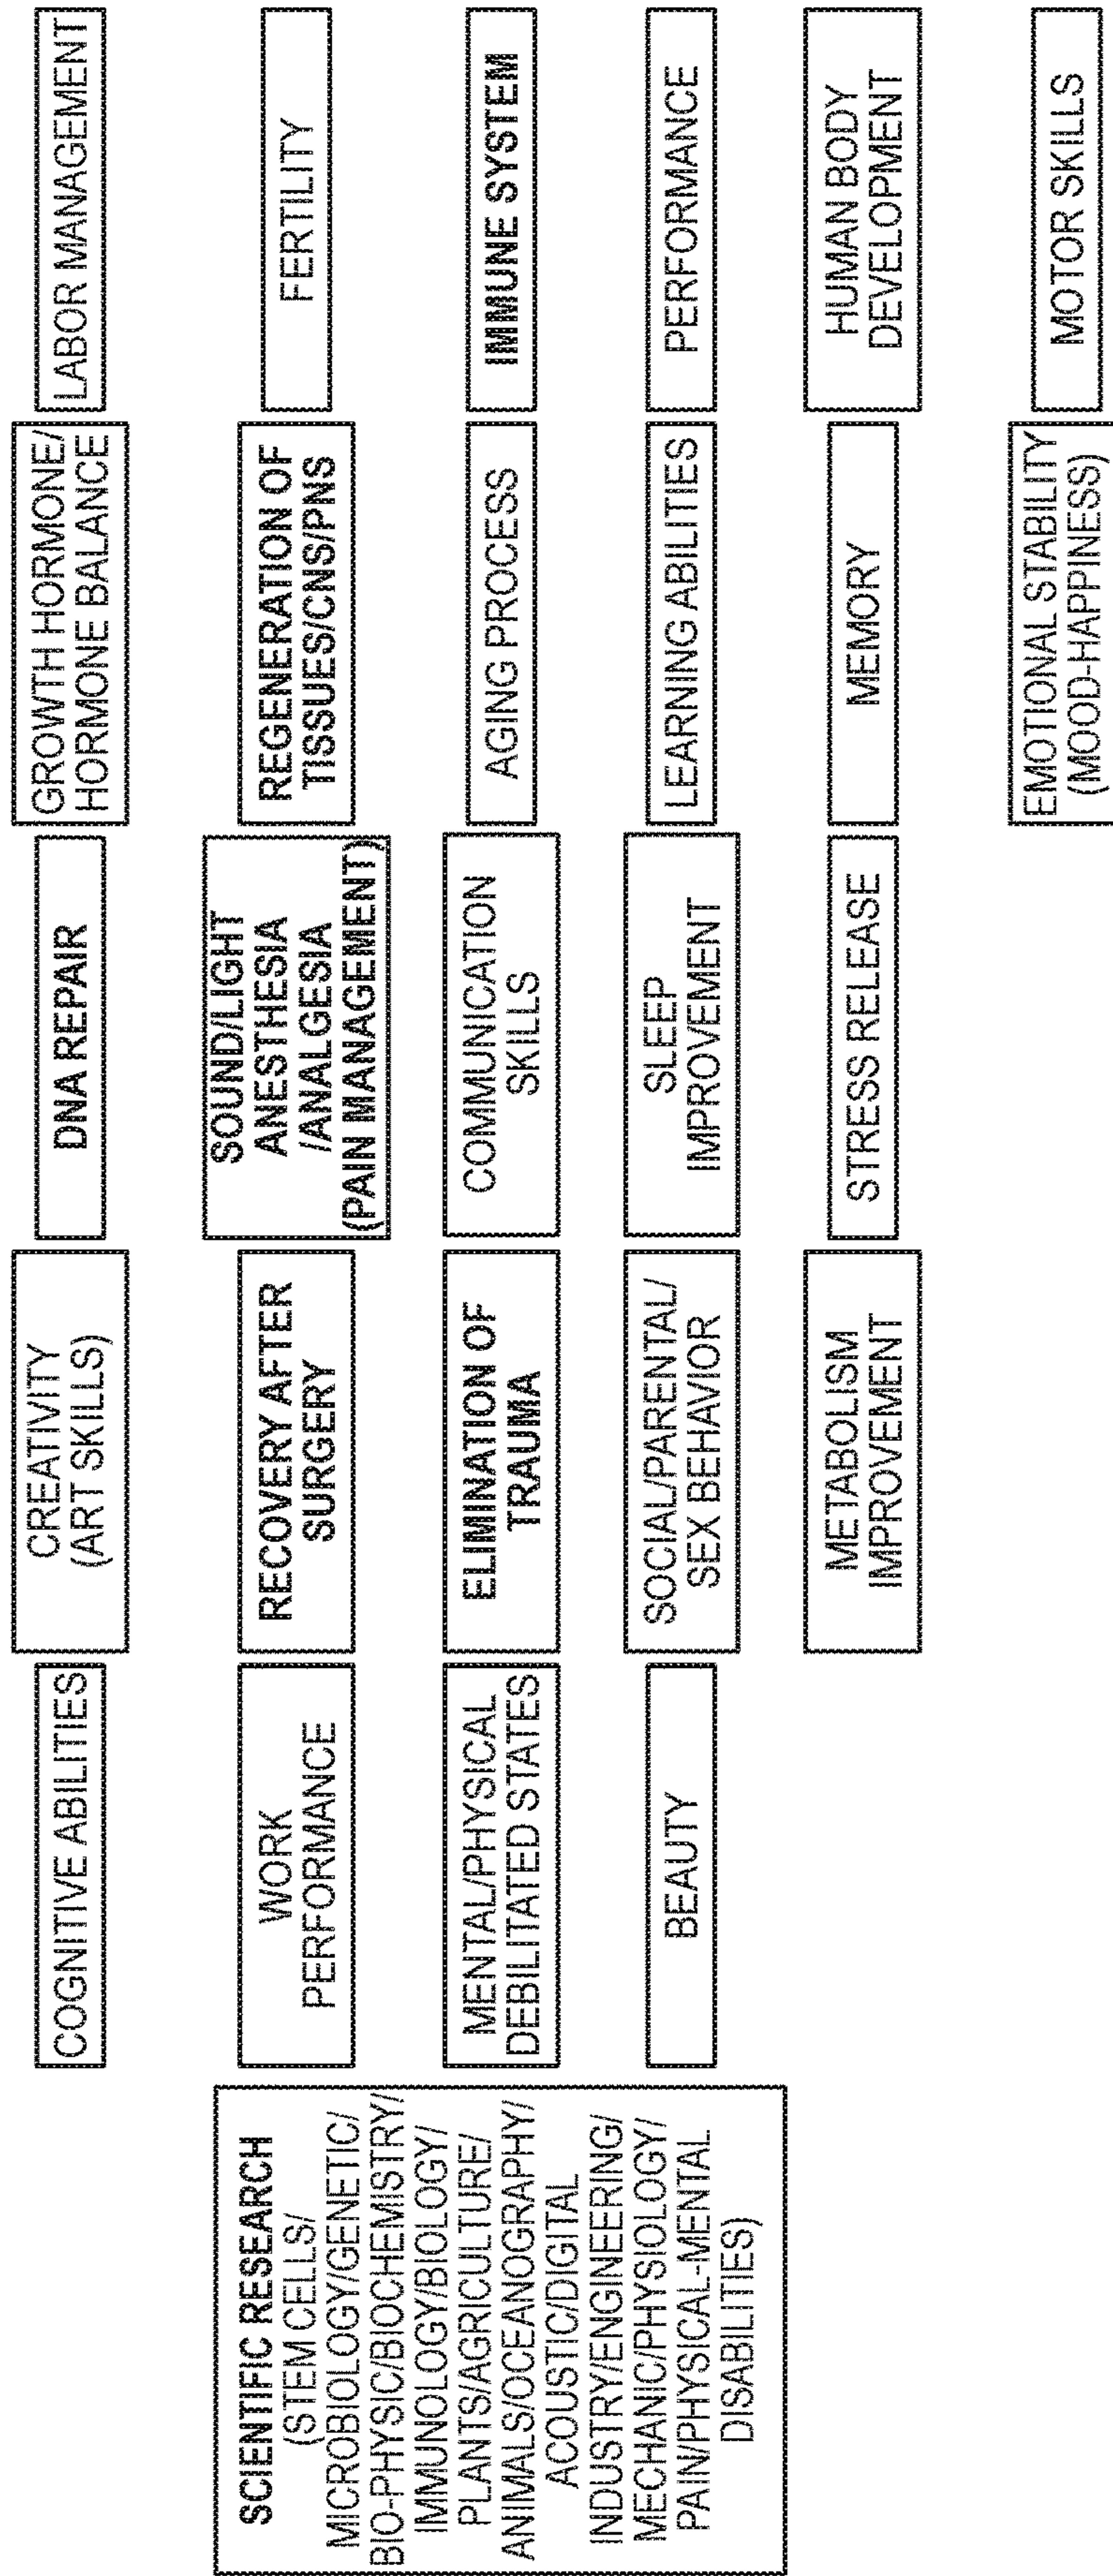 SCIENTIFIC RESEARCH
(STEM CELLS/
MICROBIOLOGY/GENETIC/
BIO-PHYSIC/BIOCHEMISTRY/
IMMUNOLOGY/BIOLOGY/
PLANTS/AGRICULTURE/
ANIMALS/OCEANOGRAPHY/
ACOUSTIC/DIGITAL
INDUSTRY/ENGINEERING/
MECHANIC/PHYSIOLOGY/
PAIN/PHYSICAL-MENTAL
DISABILITIES)
COGNITIVE ABILITIES
CREATIVITY
(ART SKILLS)
DNA REPAIR
GROWTH HORMONE/
HORMONE BALANCE
LABOR MANAGEMENT
WORK
PERFORMANCE
RECOVERY AFTER
SURGERY
SOUND/LIGHT
ANESTHESIA
/ANALGESIA
(PAIN MANAGEMENT)
REGENERATION OF
TISSUES/CNS/PNS
FERTILITY
MENTAL/PHYSICAL
DEBILITATED STATES
ELIMINATION OF
TRAUMA
COMMUNICATION
SKILLS
AGING PROCESS
IMMUNE SYSTEM
BEAUTY
SOCIAL/PARENTAL/
SEX BEHAVIOR
SLEEP
IMPROVEMENT
LEARNING ABILITIES
PERFORMANCE
METABOLISM
IMPROVEMENT
STRESS RELEASE
MEMORY
HUMAN BODY
DEVELOPMENT
EMOTIONAL STABILITY
(MOOD-HAPPINESS)
MOTOR SKILLS